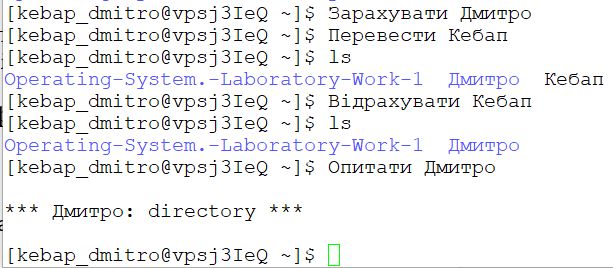 [kebap_dmitro@vpsj3IeQ ~]$ Зарахувати Дмитро
[kebap_dmitro@vpsj3IeQ ~]$ Перевести Кебап
[kebap_dmitro@vpsj3IeQ ~]$ ls
Operating-System.-Laboratory-Work-1 Дмитро Кебап
[kebap_dmitro@vpsj3IeQ ~]$ Відрахувати Кебап
[kebap_dmitro@vpsj3IeQ ~]$ ls
Operating-System.-Laboratory-Work-1 Дмитро
[kebap_dmitro@vpsj3IeQ ~]$ Опитати Дмитро
*** Дмитро: directory ***
[kebap_dmitro@vpsj3IeQ ~]$